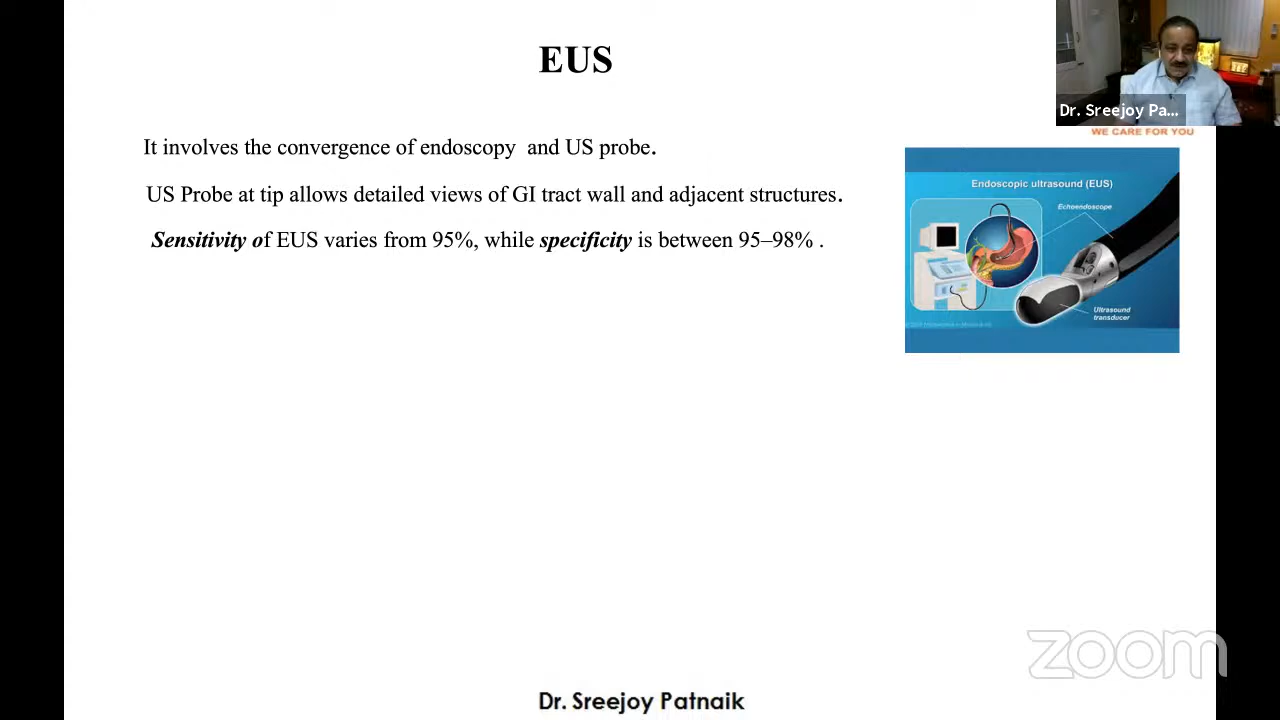 EUS
Dr. Sreejoy Pa...
WE CARE FOR YOU
It involves the convergence of endoscopy and US probe.
US Probe at tip allows detailed views of GI tract wall and adjacent structures.
Sensitivity of EUS varies from 95%, while specificity is between 95–98% .
Endoscopic ultrasound (EUS)
Echoendoscope
Ultrasound
transducer
zoom
Dr. Sreejoy Patnaik